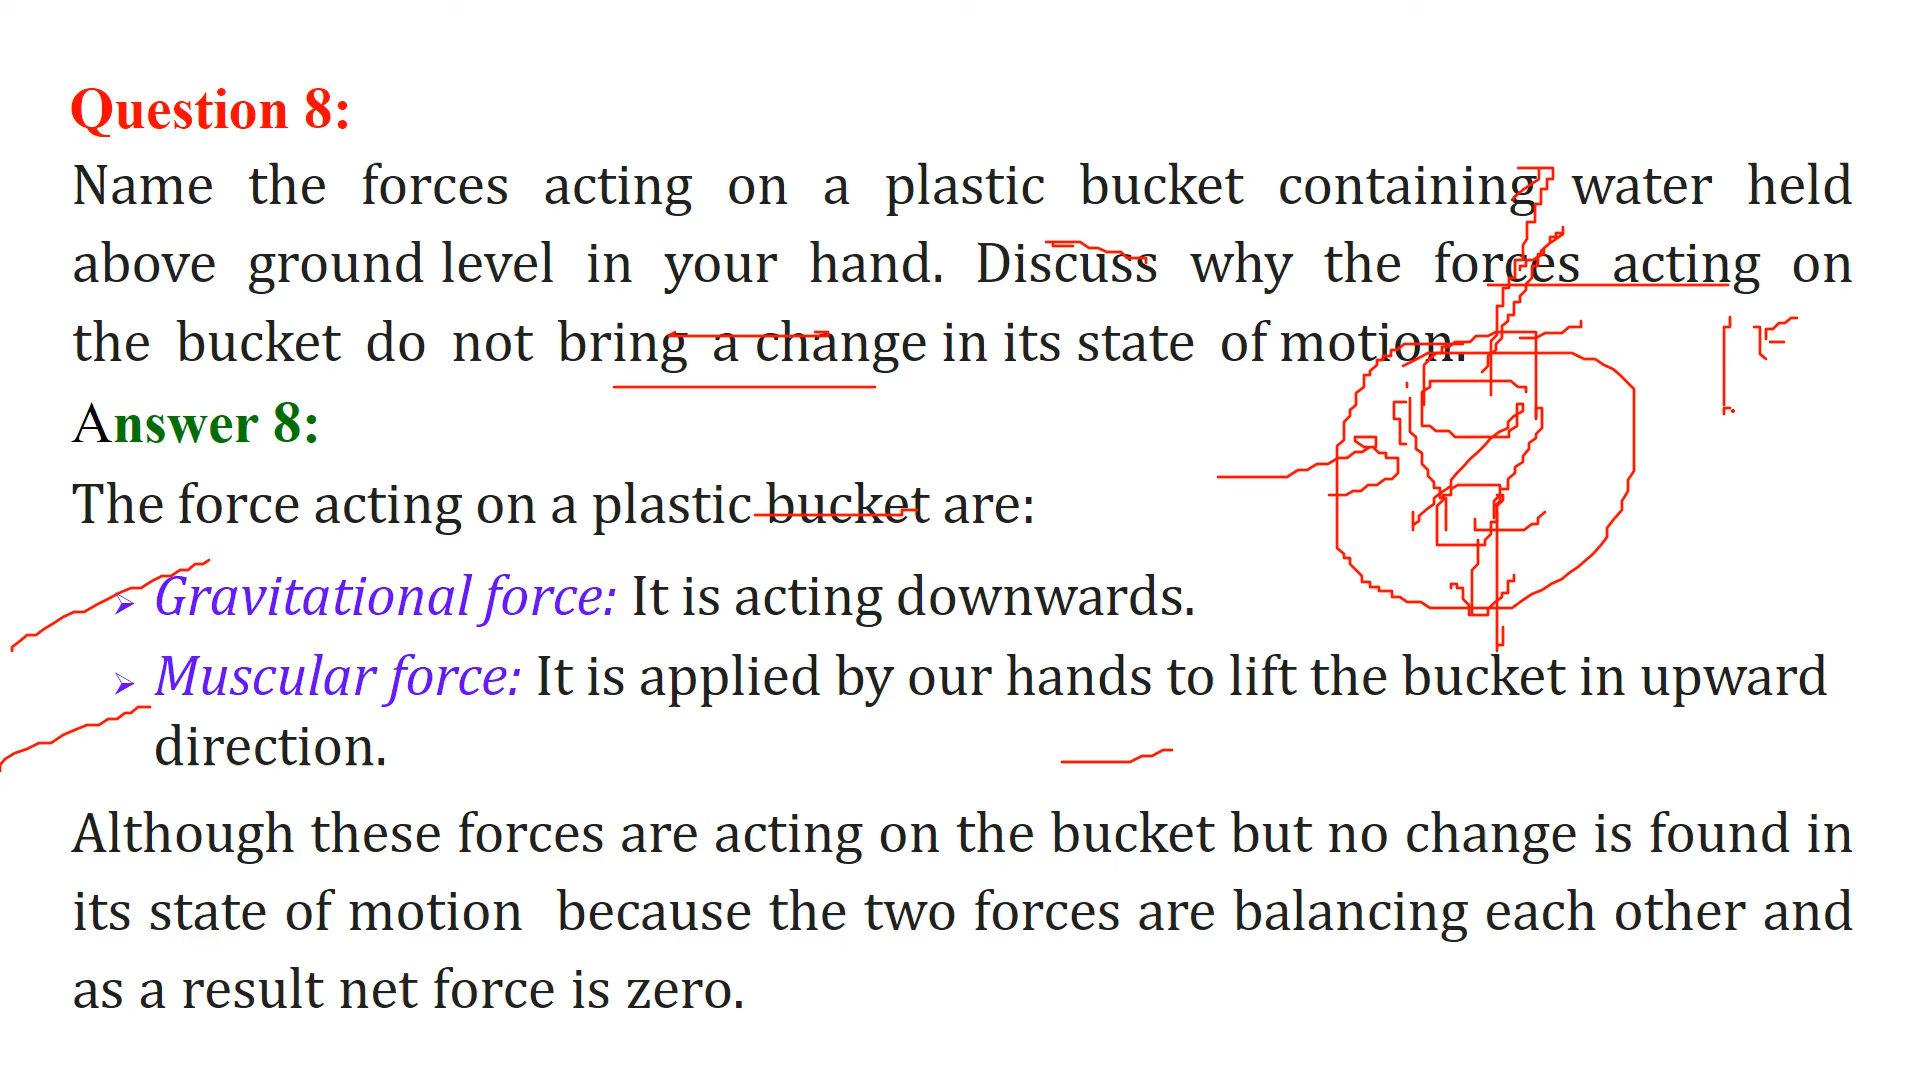 Question 8:
Name the forces acting on a plastic bucket containing water held
above ground level in your hand. Discuss why the forces acting on
the bucket do not bring a change in its state of motion.
Answer 8:
The force acting on a plastic bucket are:
➢ Gravitational force: It is acting downwards.
➢ Muscular force: It is applied by our hands to lift the bucket in upward
direction.
Although these forces are acting on the bucket but no change is found in
its state of motion because the two forces are balancing each other and
as a result net force is zero.